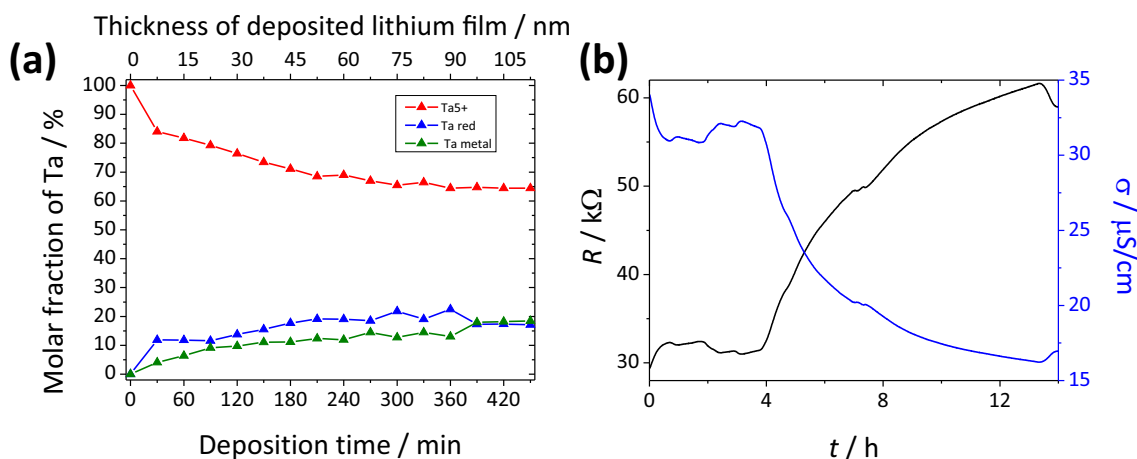 Thickness of deposited lithium film / nm
(a)
0 15 30 45 60 75 90 105
100
90
80
70
60
50
40
30
20
10
0
Molar fraction of Ta / %
Ta5+
Ta red
Ta metal
0 60 120 180 240 300 360 420
Deposition time / min
(b)
60
50
40
30
R / kΩ
35
30
25
20
15
σ / μS/cm
0 4 8 12
t / h